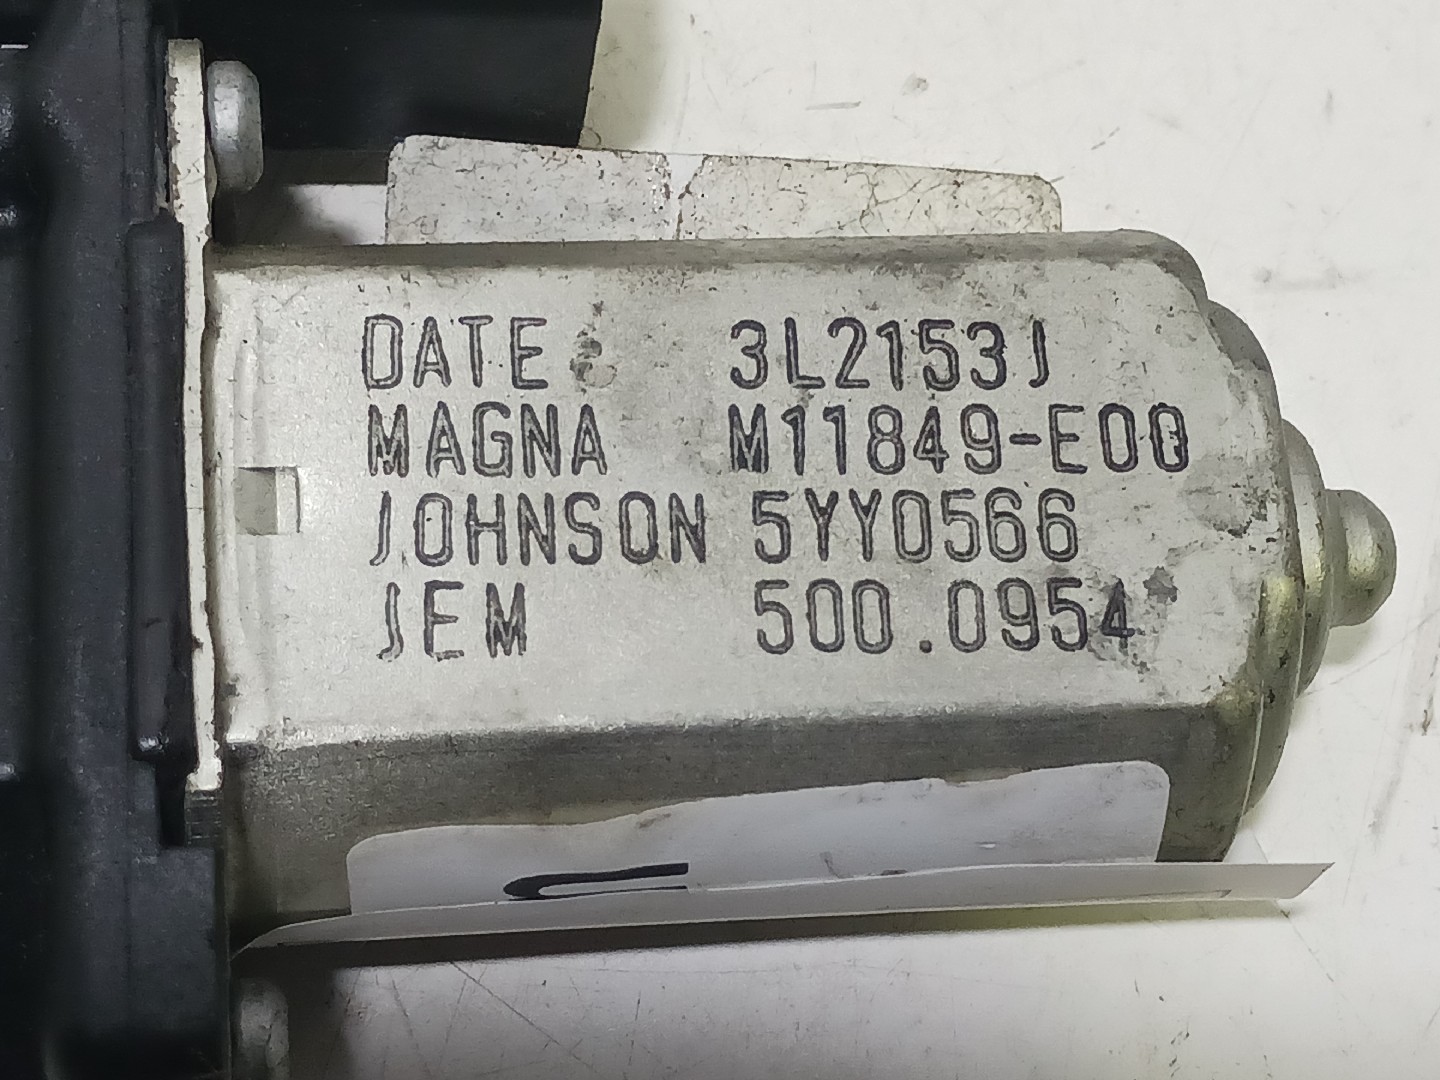 DATE 3L2153J
MAGNA M11849-E00
JOHNSON 5YY0566
JEM 500.0954